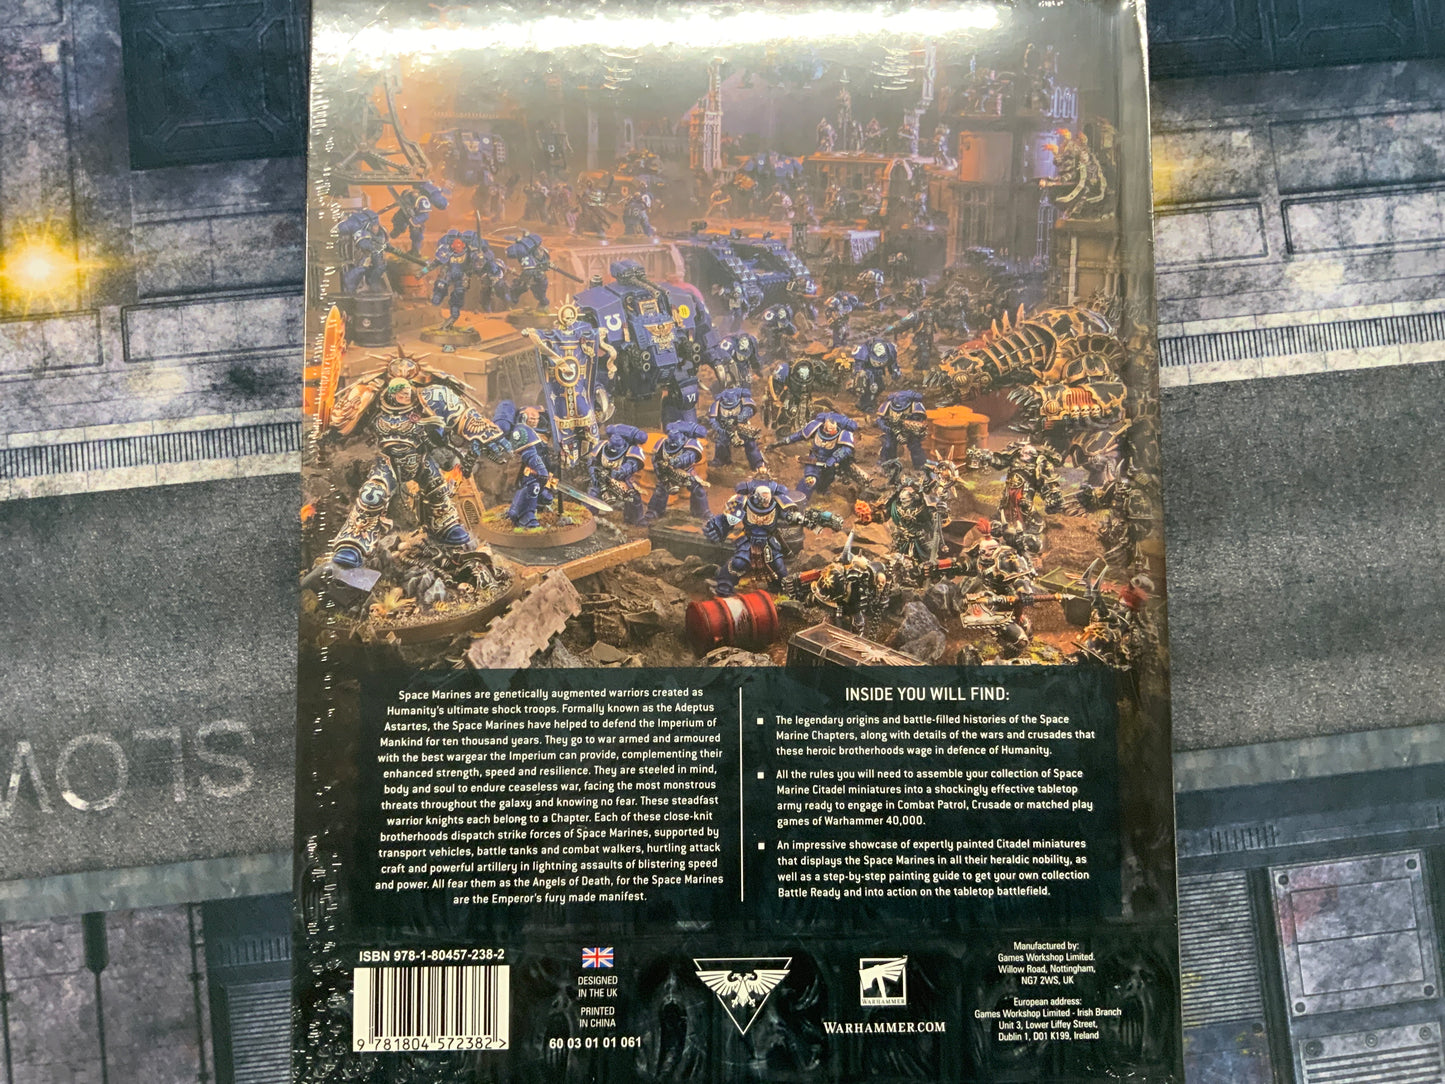 Space Marines are genetically augmented warriors created as
Humanity's ultimate shock troops. Formally known as the Adeptus
Astartes, the Space Marines have helped to defend the Imperium of
Mankind for ten thousand years. They go to war armed and armoured
with the best wargear the Imperium can provide, complementing their
enhanced strength, speed and resilience. They are steeled in mind,
body and soul to endure ceaseless war, facing the most monstrous
threats throughout the galaxy and knowing no fear. These steadfast
warrior knights each belong to a Chapter. Each of these close-knit
brotherhoods dispatch strike forces of Space Marines, supported by
transport vehicles, battle tanks and combat walkers, hurtling attack
craft and powerful artillery in lightning assaults of blistering speed
and power. All fear them as the Angels of Death, for the Space Marines
are the Emperor's fury made manifest.
INSIDE YOU WILL FIND:
The legendary origins and battle-filled histories of the Space
Marine Chapters, along with details of the wars and crusades that
these heroic brotherhoods wage in defence of Humanity.
All the rules you will need to assemble your collection of Space
Marine Citadel miniatures into a shockingly effective tabletop
army ready to engage in Combat Patrol, Crusade or matched play
games of Warhammer 40,000.
An impressive showcase of expertly painted Citadel miniatures
that displays the Space Marines in all their heraldic nobility, as
well as a step-by-step painting guide to get your own collection
Battle Ready and into action on the tabletop battlefield.
ISBN 978-1-80457-238-2
9 781804 572382 >
DESIGNED
IN THE UK
PRINTED
IN CHINA
60 03 01 01 061
WARHAMMER
WARHAMMER.COM
Manufactured by:
Games Workshop Limited.
Willow Road, Nottingham,
NG7 2WS, UK
European address:
Games Workshop Limited - Irish Branch
Unit 3, Lower Liffey Street,
Dublin 1, D01 K199, Ireland
SLOW
VI